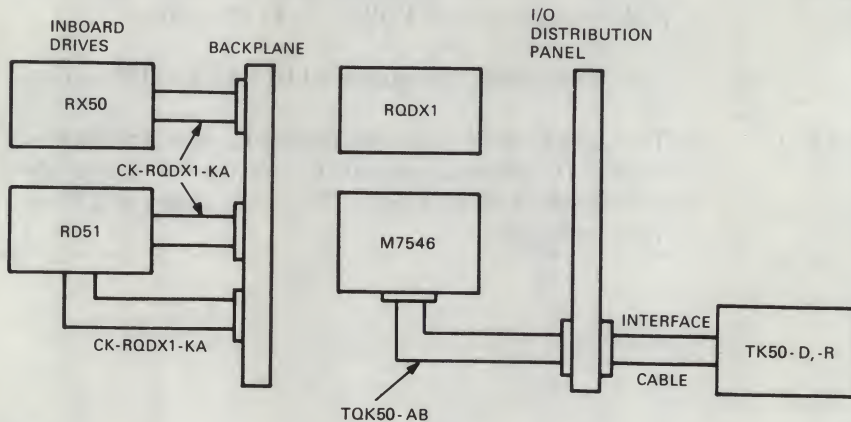 INBOARD
DRIVES
BACKPLANE
I/O
DISTRIBUTION
PANEL
RX50
RQDX1
CK-RQDX1-KA
RD51
M7546
CK-RQDX1-KA
INTERFACE
TK50-D,-R
CABLE
TQK50-AB